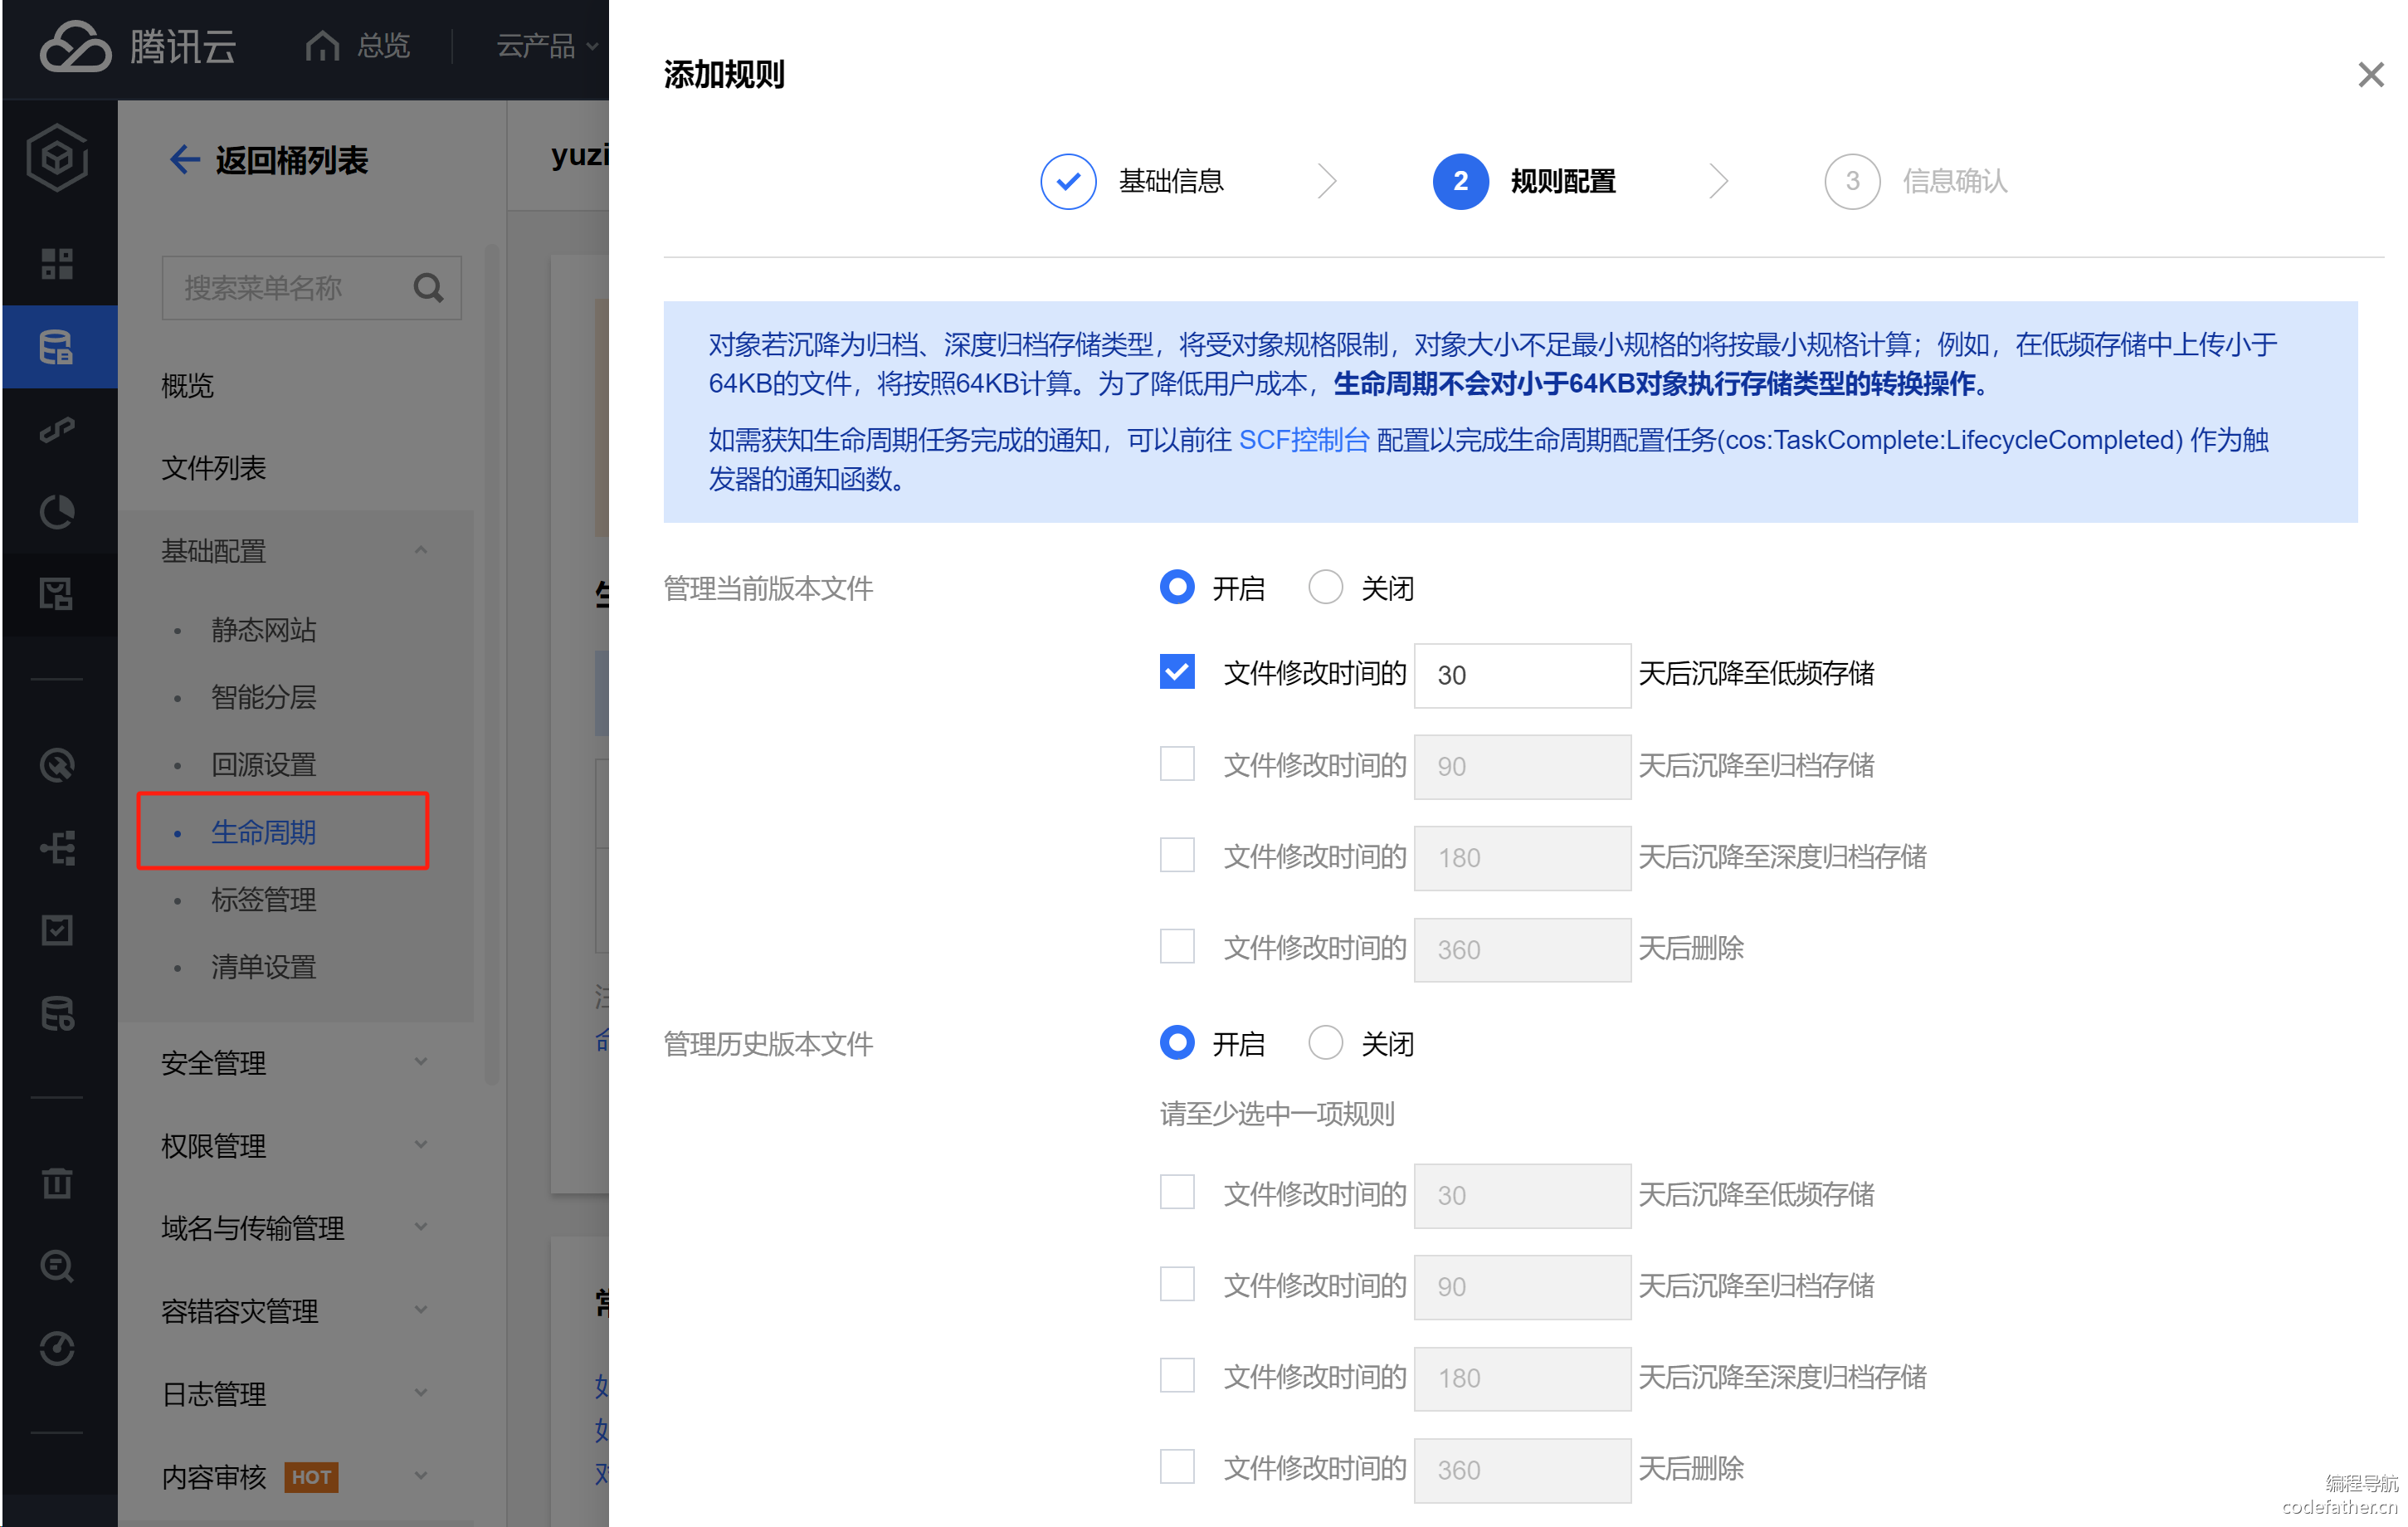 腾讯云
总览
云产品
返回桶列表
搜索菜单名称
概览
文件列表
基础配置
静态网站
智能分层
回源设置
生命周期
标签管理
清单设置
安全管理
权限管理
域名与传输管理
容错容灾管理
日志管理
内容审核 HOT
yuzi
添加规则
基础信息
2 规则配置
3 信息确认
对象若沉降为归档、深度归档存储类型，将受对象规格限制，对象大小不足最小规格的将按最小规格计算；例如，在低频存储中上传小于
64KB的文件，将按照64KB计算。为了降低用户成本，生命周期不会对小于64KB对象执行存储类型的转换操作。
如需获知生命周期任务完成的通知，可以前往 SCF控制台 配置以完成生命周期配置任务(cos:TaskComplete:LifecycleCompleted) 作为触
发器的通知函数。
管理当前版本文件 开启 关闭
文件修改时间的 30 天后沉降至低频存储
文件修改时间的 90 天后沉降至归档存储
文件修改时间的 180 天后沉降至深度归档存储
文件修改时间的 360 天后删除
管理历史版本文件 开启 关闭
请至少选中一项规则
文件修改时间的 30 天后沉降至低频存储
文件修改时间的 90 天后沉降至归档存储
文件修改时间的 180 天后沉降至深度归档存储
文件修改时间的 360 天后删除
编程导航
codefather.cn